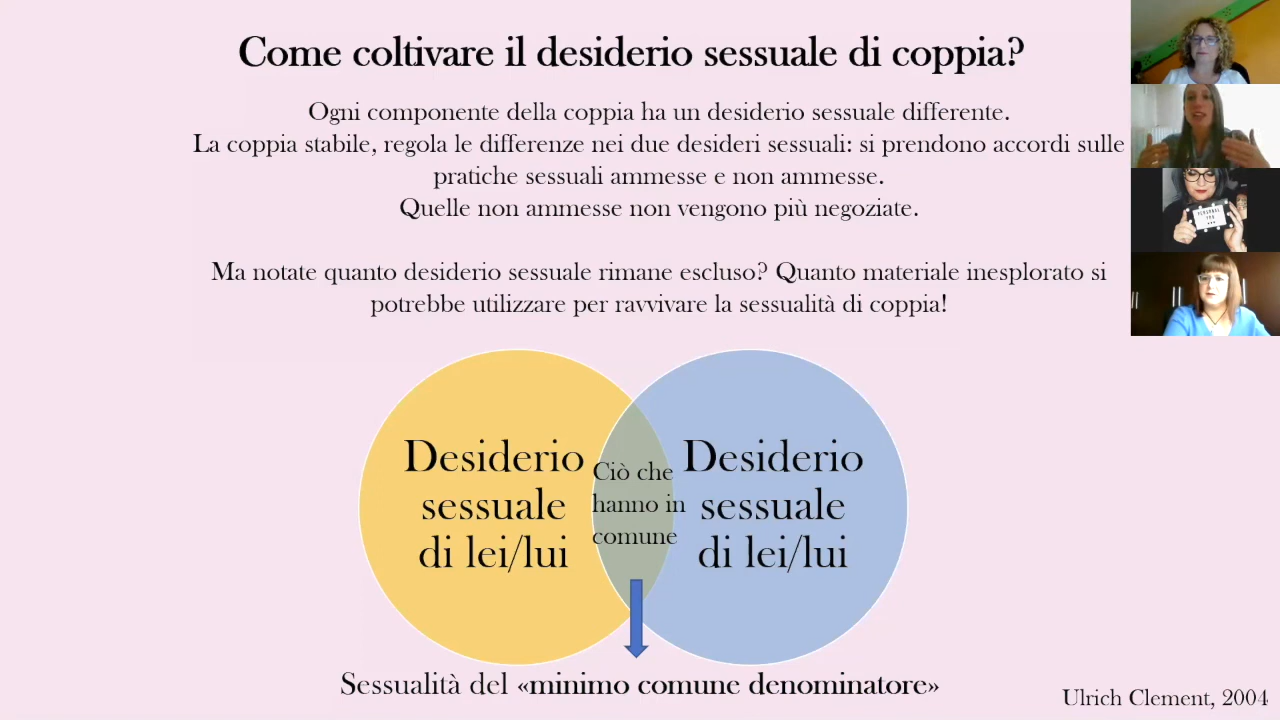 Come coltivare il desiderio sessuale di coppia?
Ogni componente della coppia ha un desiderio sessuale differente.
La coppia stabile, regola le differenze nei due desideri sessuali: si prendono accordi sulle
pratiche sessuali ammesse e non ammesse.
Quelle non ammesse non vengono più negoziate.
Ma notate quanto desiderio sessuale rimane escluso? Quanto materiale inesplorato si
potrebbe utilizzare per ravvivare la sessualità di coppia!
Desiderio
sessuale
di lei/lui
Ciò che
hanno in
comune
Desiderio
sessuale
di lei/lui
Sessualità del «minimo comune denominatore»
Ulrich Clement, 2004